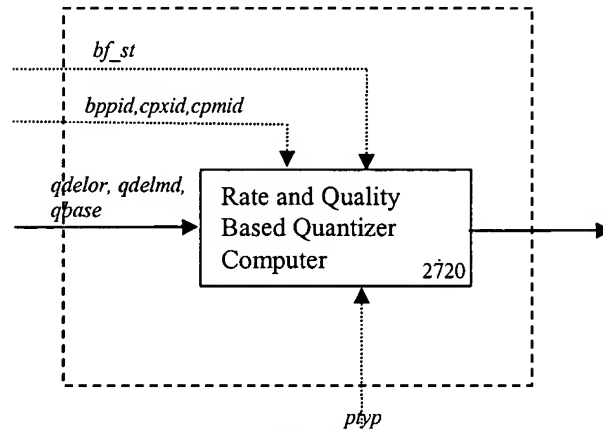 bf_st
bppid,cpxid,cpmid
qdelor, qdelmd,
qbase
Rate and Quality
Based Quantizer
Computer
2720
ptyp